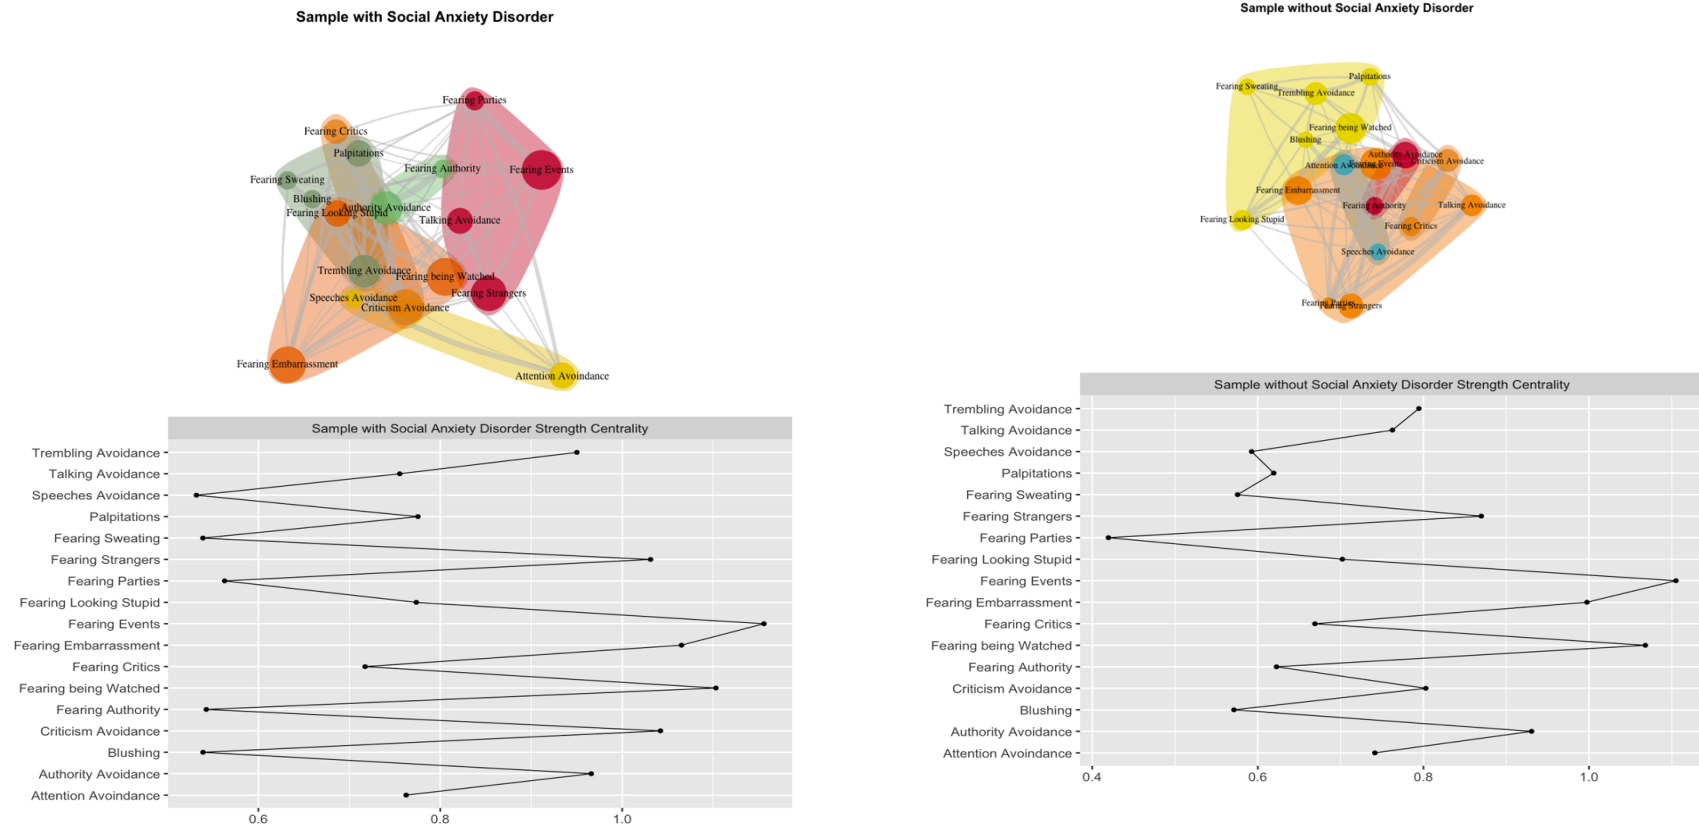 Sample with Social Anxiety Disorder
Fearing Parties
Fearing Critics
Palpitations
Fearing Authority
Fearing Events
Fearing Sweating
Blushing
Authority Avoidance
Fearing Looking Stupid
Talking Avoidance
Trembling Avoidance
Fearing being Watched
Fearing Strangers
Speeches Avoidance
Criticism Avoidance
Fearing Embarrassment
Attention Avoindance
Sample with Social Anxiety Disorder Strength Centrality
Trembling Avoidance
Talking Avoidance
Speeches Avoidance
Palpitations
Fearing Sweating
Fearing Strangers
Fearing Parties
Fearing Looking Stupid
Fearing Events
Fearing Embarrassment
Fearing Critics
Fearing being Watched
Fearing Authority
Criticism Avoidance
Blushing
Authority Avoidance
Attention Avoindance
0.6 0.8 1.0
Sample without Social Anxiety Disorder
Palpitations
Fearing Sweating
Trembling Avoidance
Fearing being Watched
Blushing
Authority Avoidance
Criticism Avoidance
Attention Avoindance
Fearing Events
Fearing Embarrassment
Fearing Authority
Talking Avoidance
Fearing Looking Stupid
Fearing Critics
Speeches Avoidance
Fearing Parties
Fearing Strangers
Sample without Social Anxiety Disorder Strength Centrality
Trembling Avoidance
Talking Avoidance
Speeches Avoidance
Palpitations
Fearing Sweating
Fearing Strangers
Fearing Parties
Fearing Looking Stupid
Fearing Events
Fearing Embarrassment
Fearing Critics
Fearing being Watched
Fearing Authority
Criticism Avoidance
Blushing
Authority Avoidance
Attention Avoindance
0.4 0.6 0.8 1.0